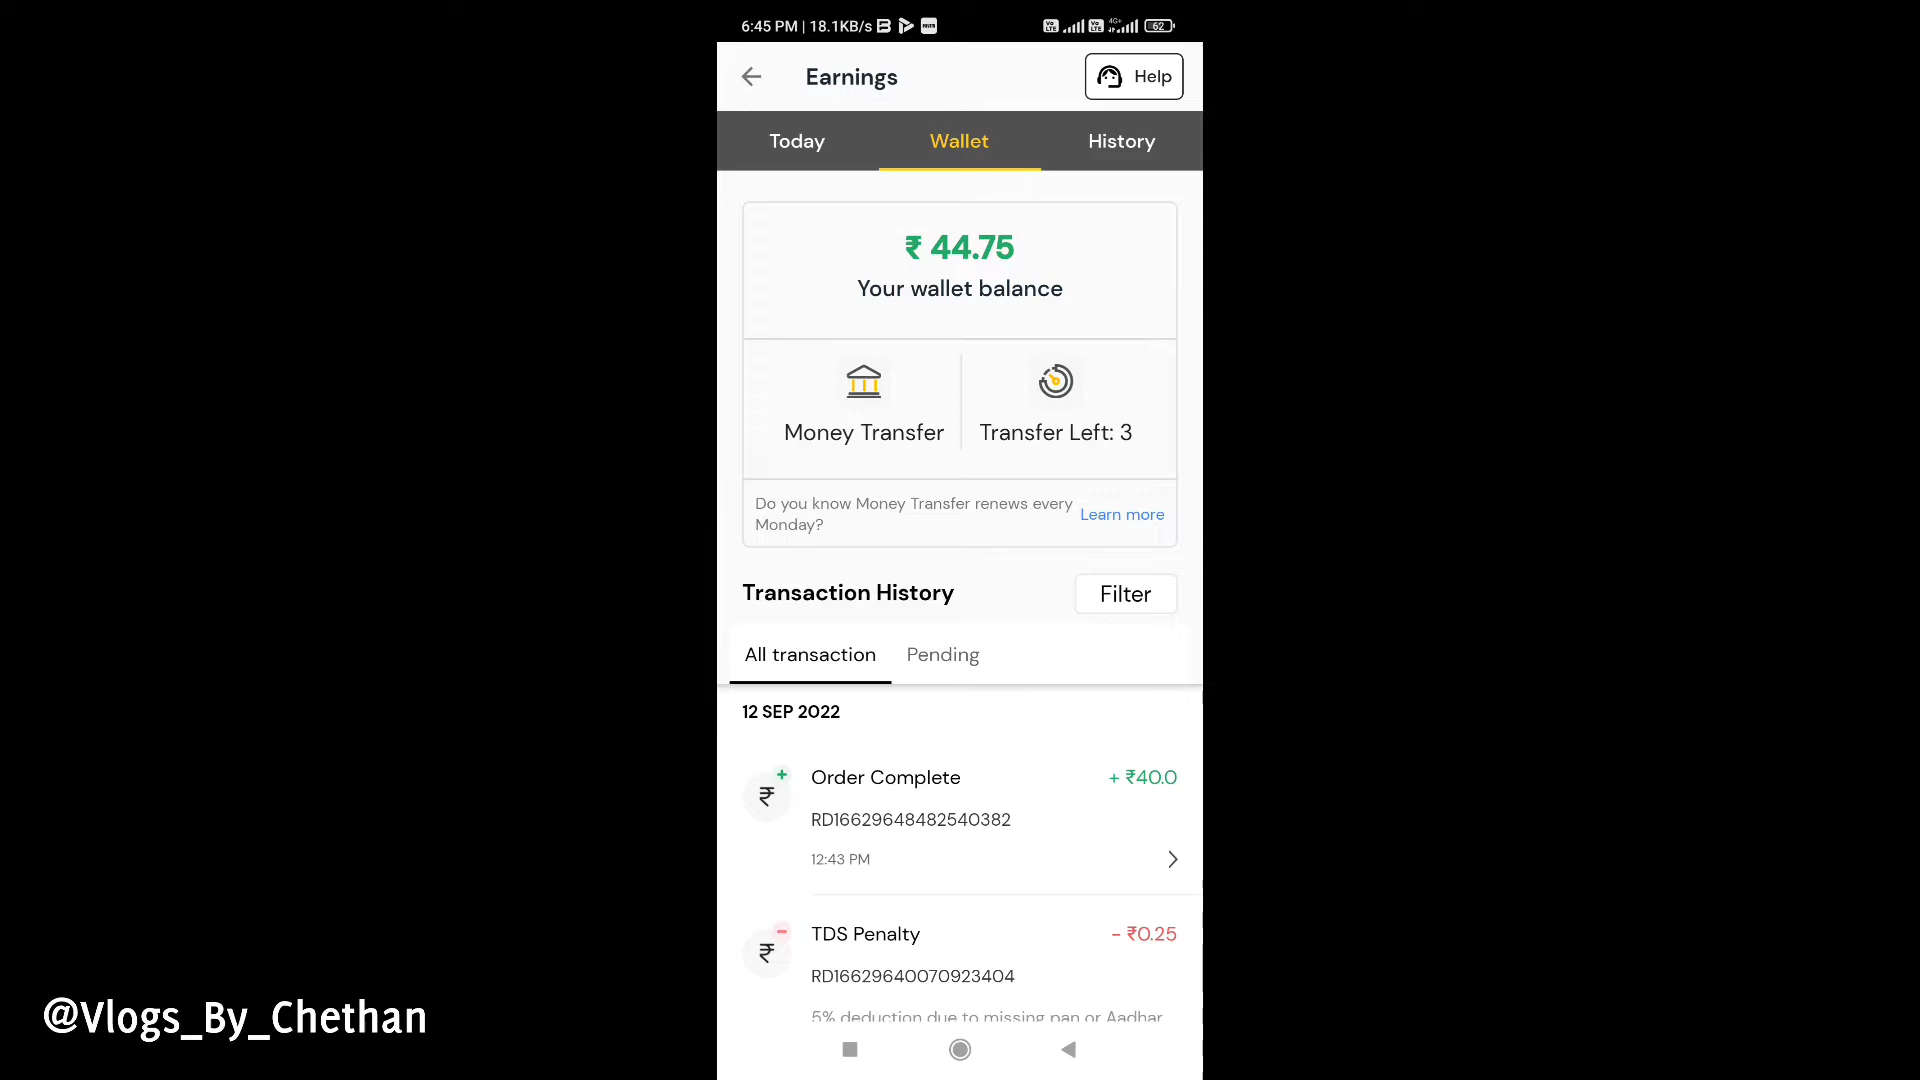 6:45 PM | 18.1KB/s
4G+
62
Earnings
Help
Today
Wallet
History
₹ 44.75
Your wallet balance
Money Transfer
Transfer Left: 3
Do you know Money Transfer renews every
Monday?
Learn more
Transaction History
Filter
All transaction
Pending
12 SEP 2022
Order Complete
+ ₹40.0
RD16629648482540382
12:43 PM
TDS Penalty
- ₹0.25
RD16629640070923404
5% deduction due to missing pan or Aadhar
@Vlogs_By_Chethan